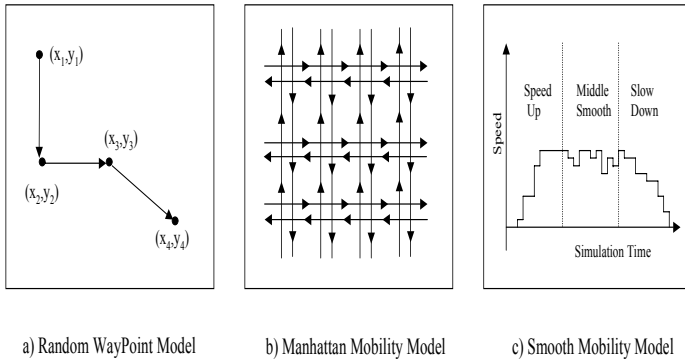 (x1,y1)
(x2,y2)
(x3,y3)
(x4,y4)
a) Random WayPoint Model
b) Manhattan Mobility Model
Speed
Speed
Up
Middle
Smooth
Slow
Down
Simulation Time
c) Smooth Mobility Model